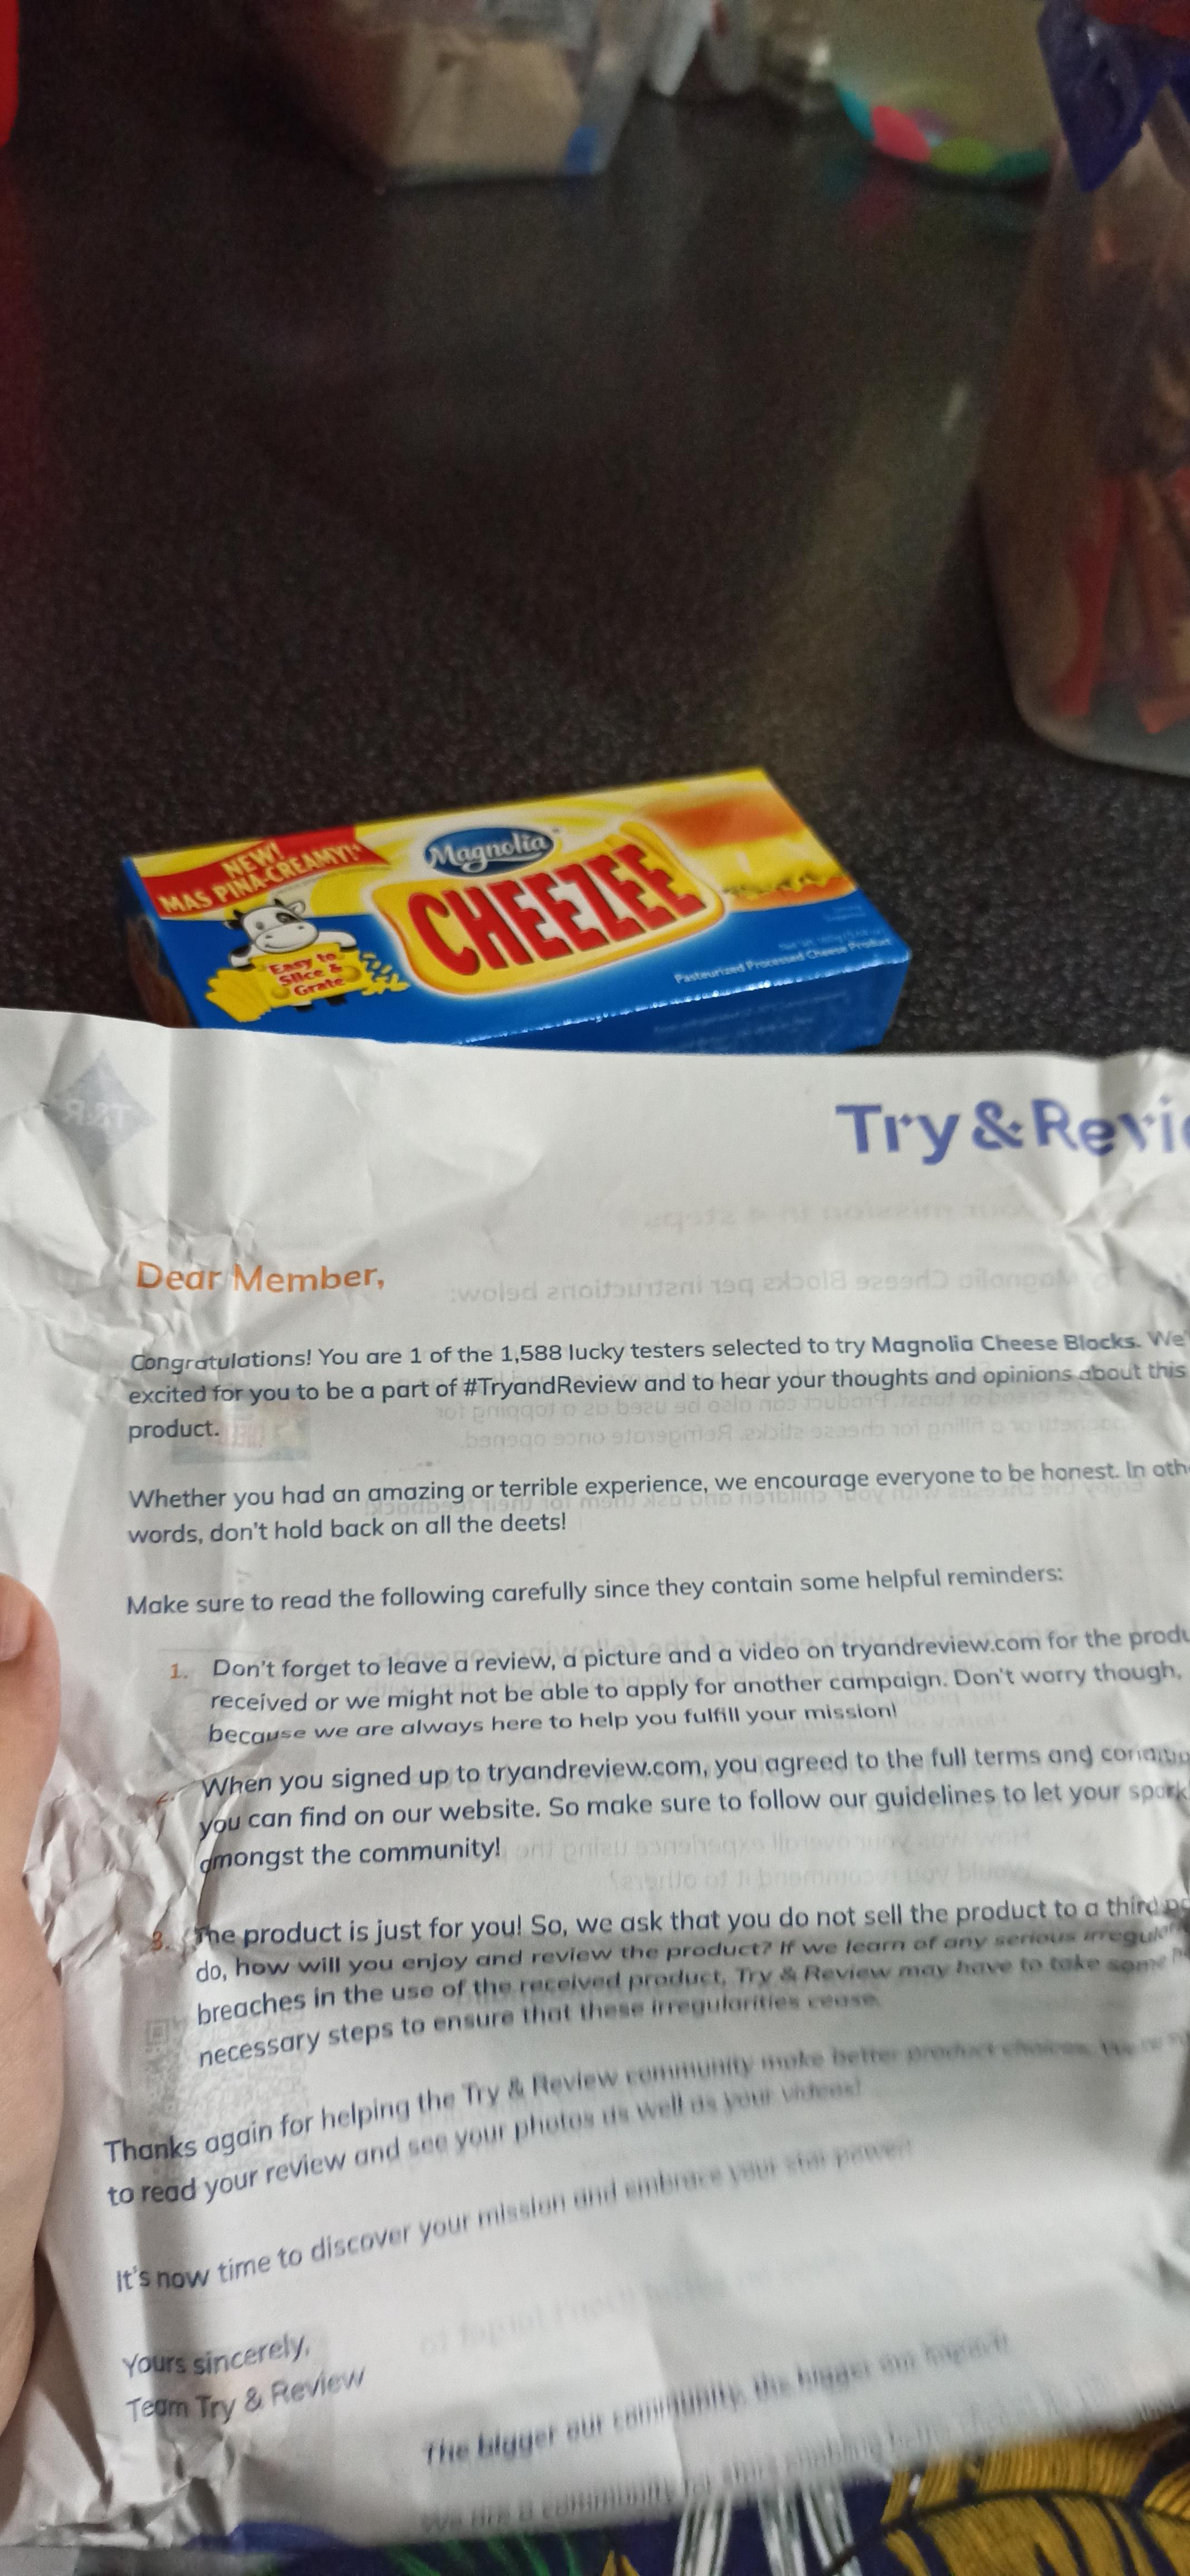 NEW!
MAS PINA-CREAMY!*
Magnolia
CHEEZEE
Easy to
Slice &
Grate
Pasteurized Processed Cheese Product
T&R
Try & Revie
Dear Member,
Congratulations! You are 1 of the 1,588 lucky testers selected to try Magnolia Cheese Blocks. We'
excited for you to be a part of #TryandReview and to hear your thoughts and opinions about this
product.
Whether you had an amazing or terrible experience, we encourage everyone to be honest. In oth
words, don't hold back on all the deets!
Make sure to read the following carefully since they contain some helpful reminders:
1. Don't forget to leave a review, a picture and a video on tryandreview.com for the produ
received or we might not be able to apply for another campaign. Don't worry though,
because we are always here to help you fulfill your mission!
When you signed up to tryandreview.com, you agreed to the full terms and
you can find on our website. So make sure to follow our guidelines to let your spark
amongst the community!
3. The product is just for you! So, we ask that you do not sell the product to a third
do, how will you enjoy and review the product? If we learn of any serious irregular
breaches in the use of the received product, Try & Review may have to take some
necessary steps to ensure that these irregularities cease.
Thanks again for helping the Try & Review community make better product choices.
to read your review and see your photos as well as your videos!
It's now time to discover your mission and embrace your star power!
Yours sincerely,
Team Try & Review
The bigger our community, the bigger our impact!